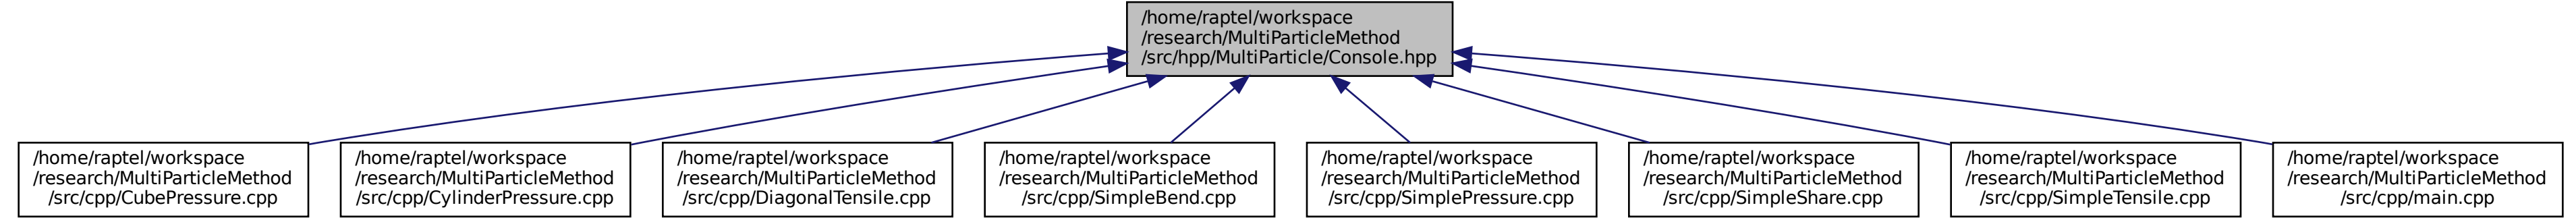 /home/raptel/workspace
/research/MultiParticleMethod
/src/hpp/MultiParticle/Console.hpp
/home/raptel/workspace
/research/MultiParticleMethod
/src/cpp/CubePressure.cpp
/home/raptel/workspace
/research/MultiParticleMethod
/src/cpp/CylinderPressure.cpp
/home/raptel/workspace
/research/MultiParticleMethod
/src/cpp/DiagonalTensile.cpp
/home/raptel/workspace
/research/MultiParticleMethod
/src/cpp/SimpleBend.cpp
/home/raptel/workspace
/research/MultiParticleMethod
/src/cpp/SimplePressure.cpp
/home/raptel/workspace
/research/MultiParticleMethod
/src/cpp/SimpleShare.cpp
/home/raptel/workspace
/research/MultiParticleMethod
/src/cpp/SimpleTensile.cpp
/home/raptel/workspace
/research/MultiParticleMethod
/src/cpp/main.cpp